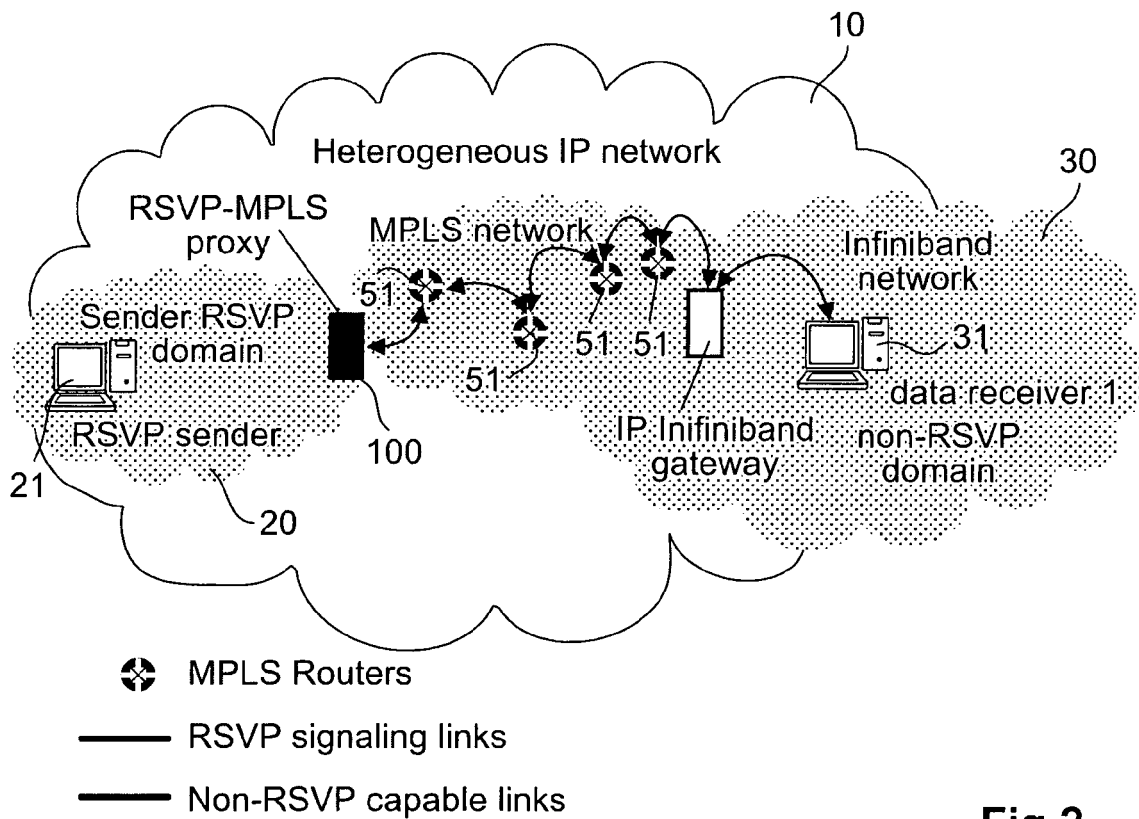 10
Heterogeneous IP network
30
RSVP-MPLS
proxy
MPLS network
Infiniband
network
51
Sender RSVP
domain
51
51
51
31
data receiver 1
RSVP sender
100
IP Inifiniband
gateway
non-RSVP
domain
21
20
MPLS Routers
RSVP signaling links
Non-RSVP capable links